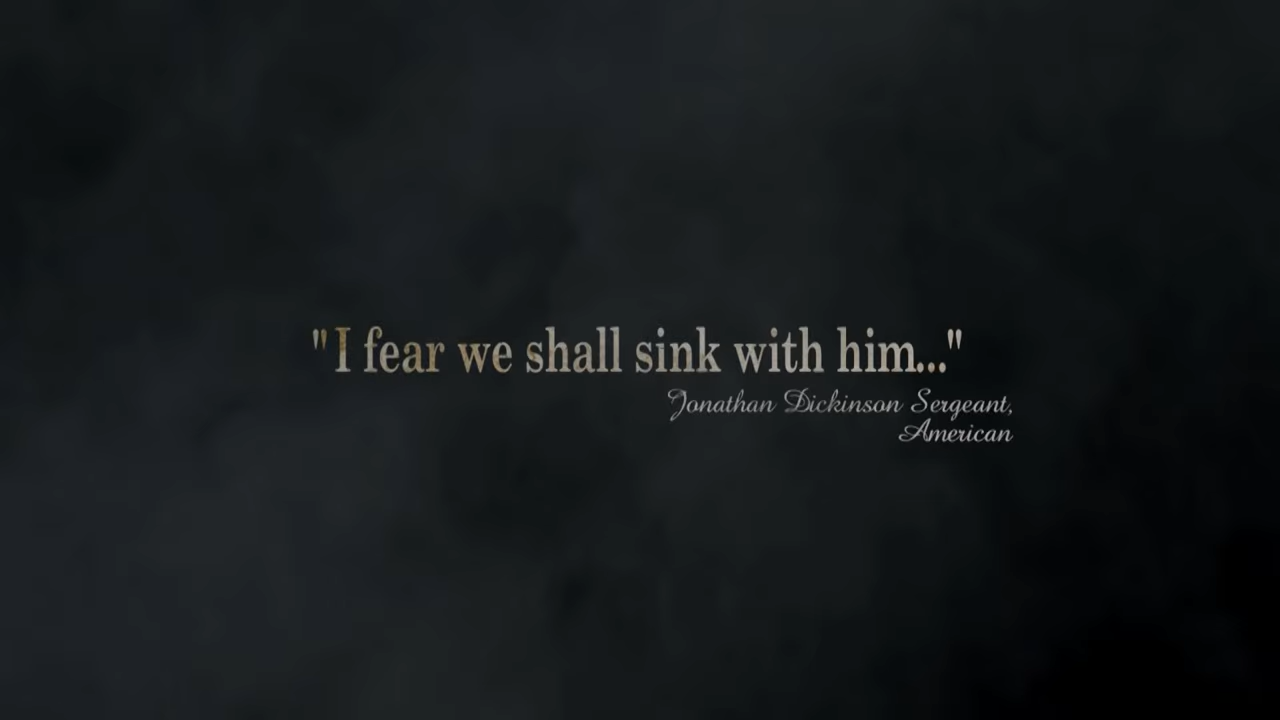 "I fear we shall sink with him..."
Jonathan Dickinson Sergeant,
American